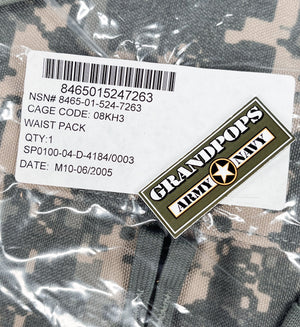 8465015247263
NSN# 8465-01-524-7263
CAGE CODE: 08KH3
WAIST PACK
QTY:1
SP0100-04-D-4184/0003
DATE: M10-06/2005
GRANDPOPS
ARMY NAVY